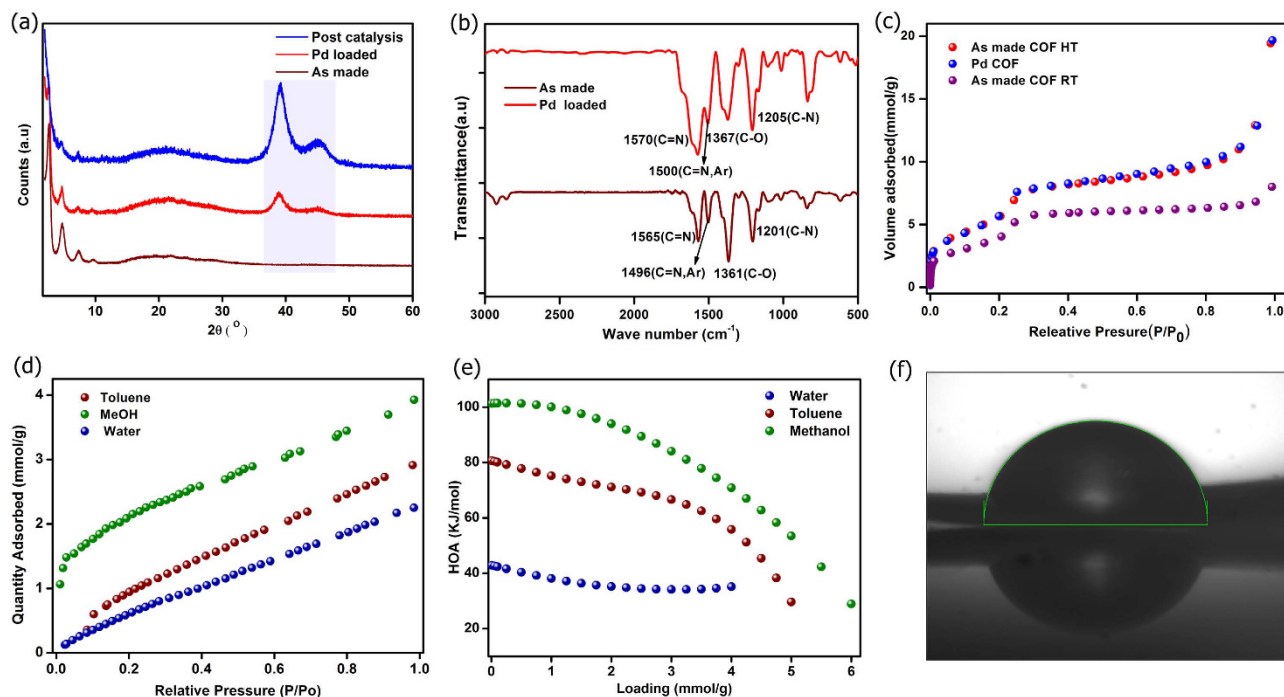 (a)
Post catalysis
Pd loaded
As made
Counts (a.u)
10 20 30 40 50 60
2θ (°)
(b)
As made
Pd loaded
Transmittance(a.u)
1570(C=N)
1500(C=N,Ar)
1367(C-O)
1205(C-N)
1565(C=N)
1496(C=N,Ar)
1361(C-O)
1201(C-N)
3000 2500 2000 1500 1000 500
Wave number (cm-1)
(c)
As made COF HT
Pd COF
As made COF RT
Volume adsorbed(mmol/g)
20
15
10
5
0
0.0 0.2 0.4 0.6 0.8 1.0
Releative Presure(P/P0)
(d)
Toluene
MeOH
Water
Quantity Adsorbed (mmol/g)
4
3
2
1
0
0.0 0.2 0.4 0.6 0.8 1.0
Relative Pressure (P/Po)
(e)
Water
Toluene
Methanol
HOA (KJ/mol)
100
80
60
40
20
0 1 2 3 4 5 6
Loading (mmol/g)
(f)